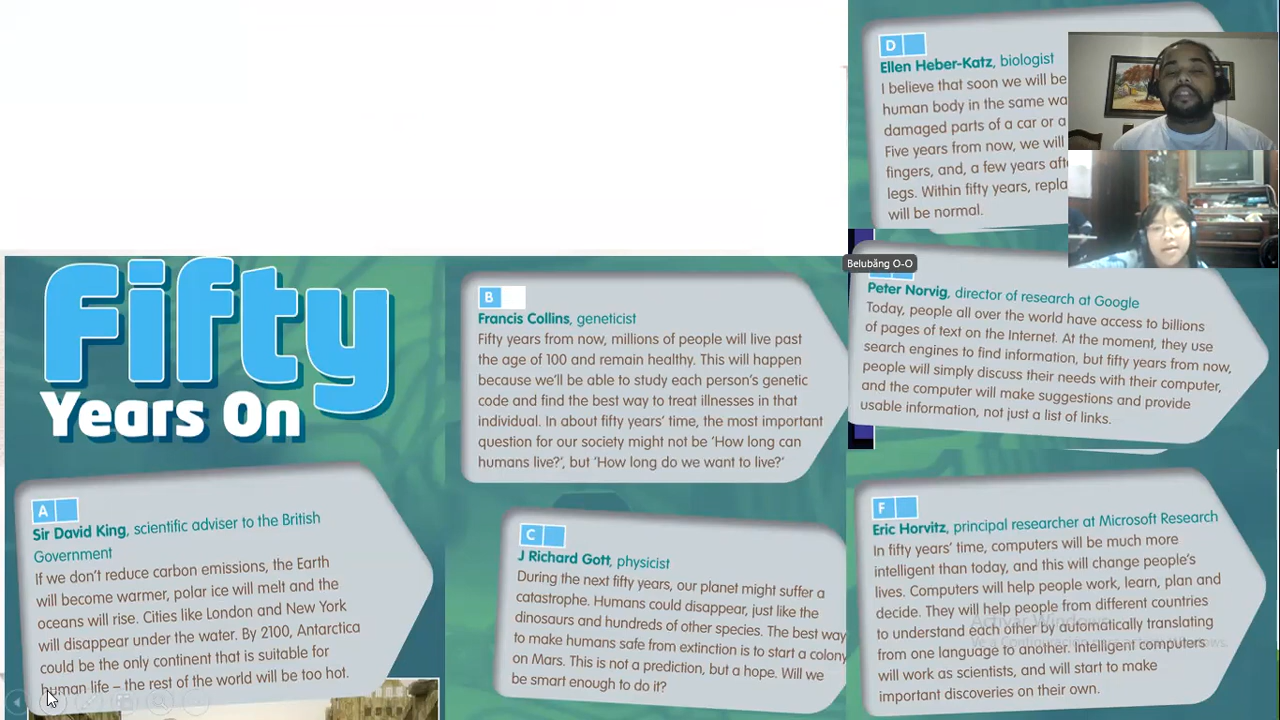 Fifty
Years On
A
Sir David King, scientific adviser to the British
Government
If we don't reduce carbon emissions, the Earth
will become warmer, polar ice will melt and the
oceans will rise. Cities like London and New York
will disappear under the water. By 2100, Antarctica
could be the only continent that is suitable for
human life – the rest of the world will be too hot.
B
Francis Collins, geneticist
Fifty years from now, millions of people will live past
the age of 100 and remain healthy. This will happen
because we'll be able to study each person's genetic
code and find the best way to treat illnesses in that
individual. In about fifty years' time, the most important
question for our society might not be 'How long can
humans live?', but 'How long do we want to live?'
C
J Richard Gott, physicist
During the next fifty years, our planet might suffer a
catastrophe. Humans could disappear, just like the
dinosaurs and hundreds of other species. The best way
to make humans safe from extinction is to start a colony
on Mars. This is not a prediction, but a hope. Will we
be smart enough to do it?
D
Ellen Heber-Katz, biologist
I believe that soon we will be
human body in the same wa
damaged parts of a car or a
Five years from now, we will
fingers, and, a few years aft
legs. Within fifty years, repla
will be normal.
Belubăng O-O
Peter Norvig, director of research at Google
Today, people all over the world have access to billions
of pages of text on the Internet. At the moment, they use
search engines to find information, but fifty years from now,
people will simply discuss their needs with their computer,
and the computer will make suggestions and provide
usable information, not just a list of links.
F
Eric Horvitz, principal researcher at Microsoft Research
In fifty years' time, computers will be much more
intelligent than today, and this will change people's
lives. Computers will help people work, learn, plan and
decide. They will help people from different countries
to understand each other by automatically translating
from one language to another. Intelligent computers
will work as scientists, and will start to make
important discoveries on their own.
Activar Windows